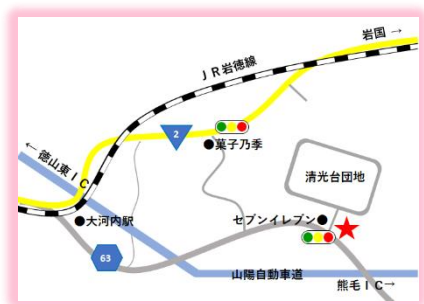 岩国 →
JR岩徳線
2
●菓子乃季
← 徳山東IC
清光台団地
セブンイレブン●
●大河内駅
63
山陽自動車道
熊毛IC→